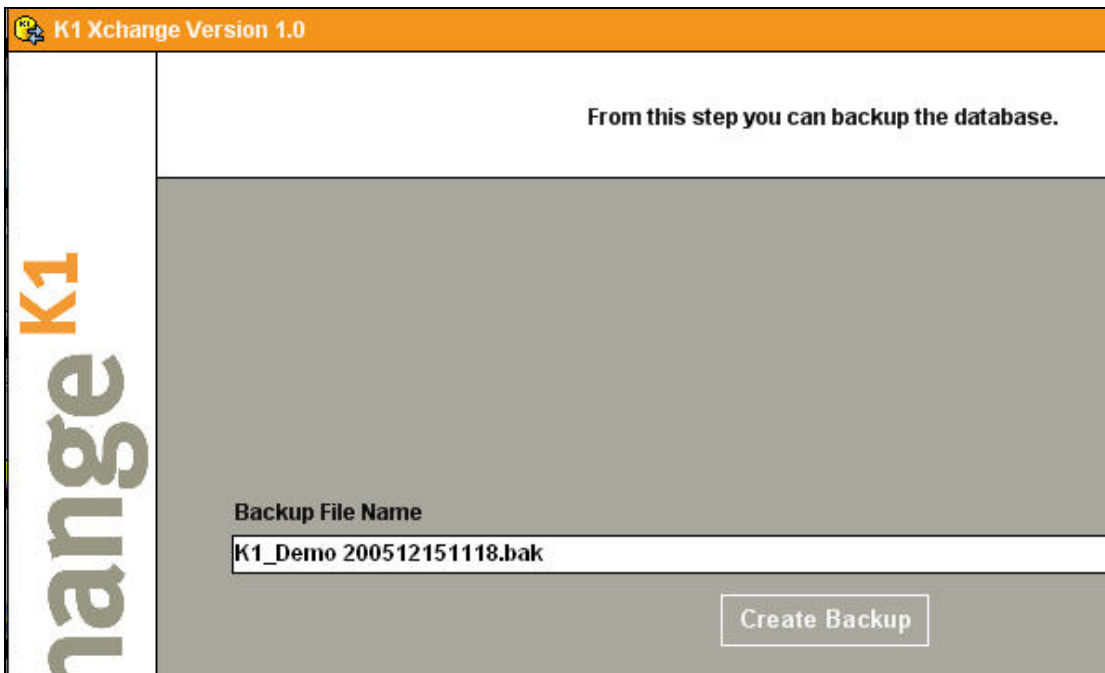 K1 Xchange Version 1.0
From this step you can backup the database.
K1
Backup File Name
K1_Demo 200512151118.bak
Create Backup